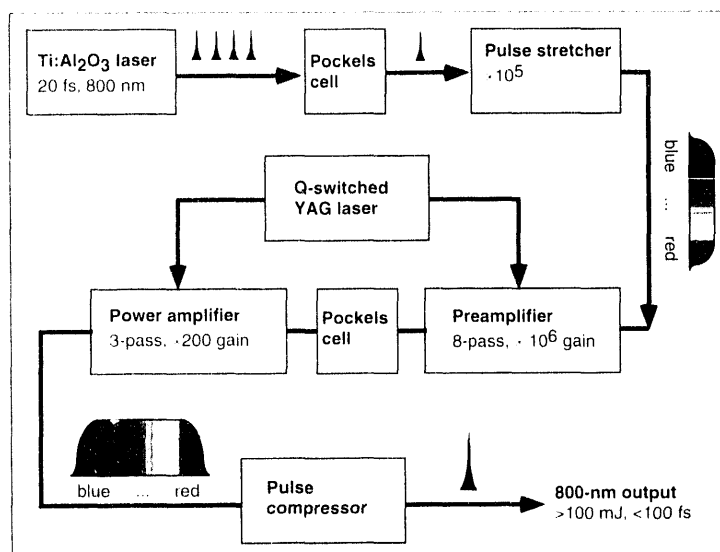 Ti:Al2O3 laser
20 fs, 800 nm
Pockels
cell
Pulse stretcher
· 10^5
blue
...
red
Q-switched
YAG laser
Power amplifier
3-pass, · 200 gain
Pockels
cell
Preamplifier
8-pass, · 10^6 gain
blue ... red
Pulse
compressor
800-nm output
>100 mJ, <100 fs